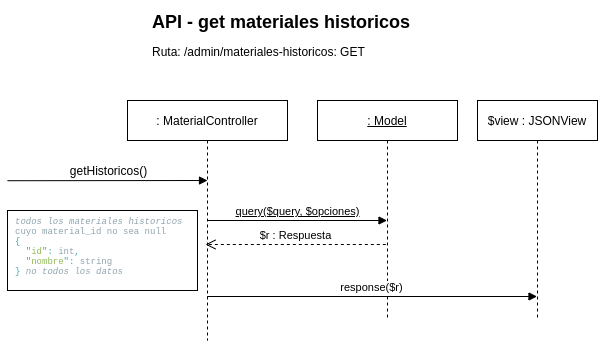 API - get materiales historicos
Ruta: /admin/materiales-historicos: GET
: MaterialController
: Model
$view : JSONView
getHistoricos()
query($query, $opciones)
$r : Respuesta
todos los materiales historicos
cuyo material_id no sea null
{
"id": int,
"nombre": string
} no todos los datos
response($r)